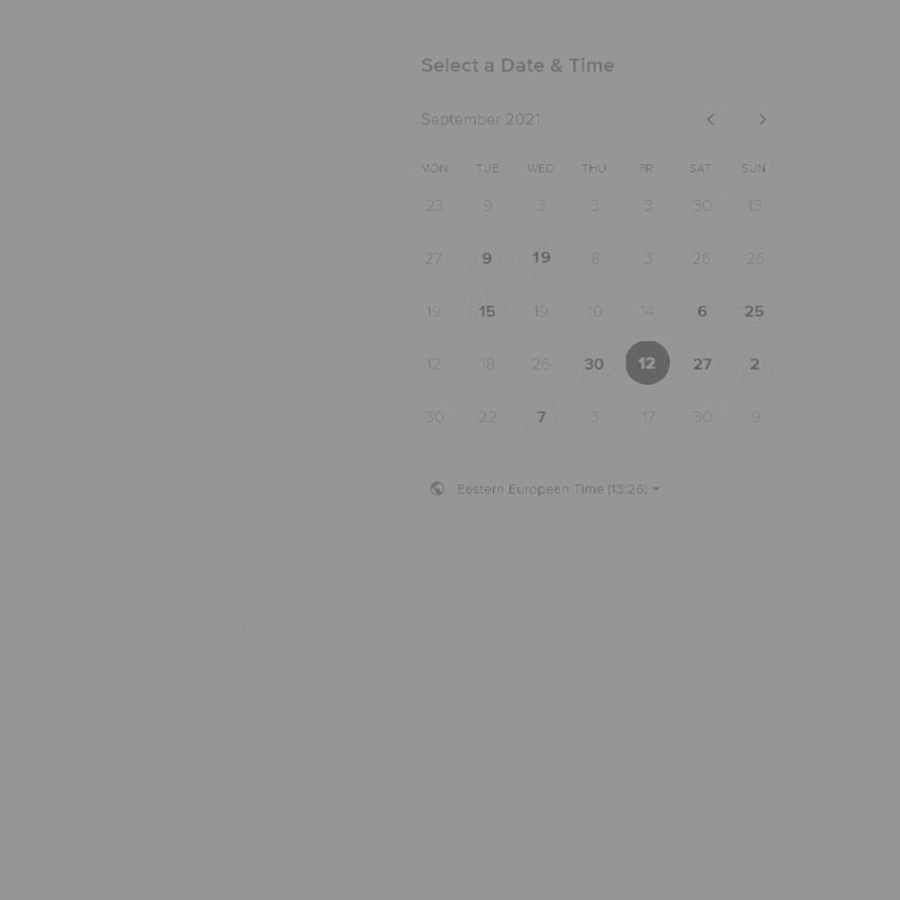 Select a Date & Time
September 2021
MON TUE WED THU FRI SAT SUN
23 9 3 3 3 30 13
27 9 19 8 3 26 26
19 15 19 10 14 6 25
12 18 26 30 12 27 2
30 22 7 3 17 30 9
Eastern European Time (13:26)